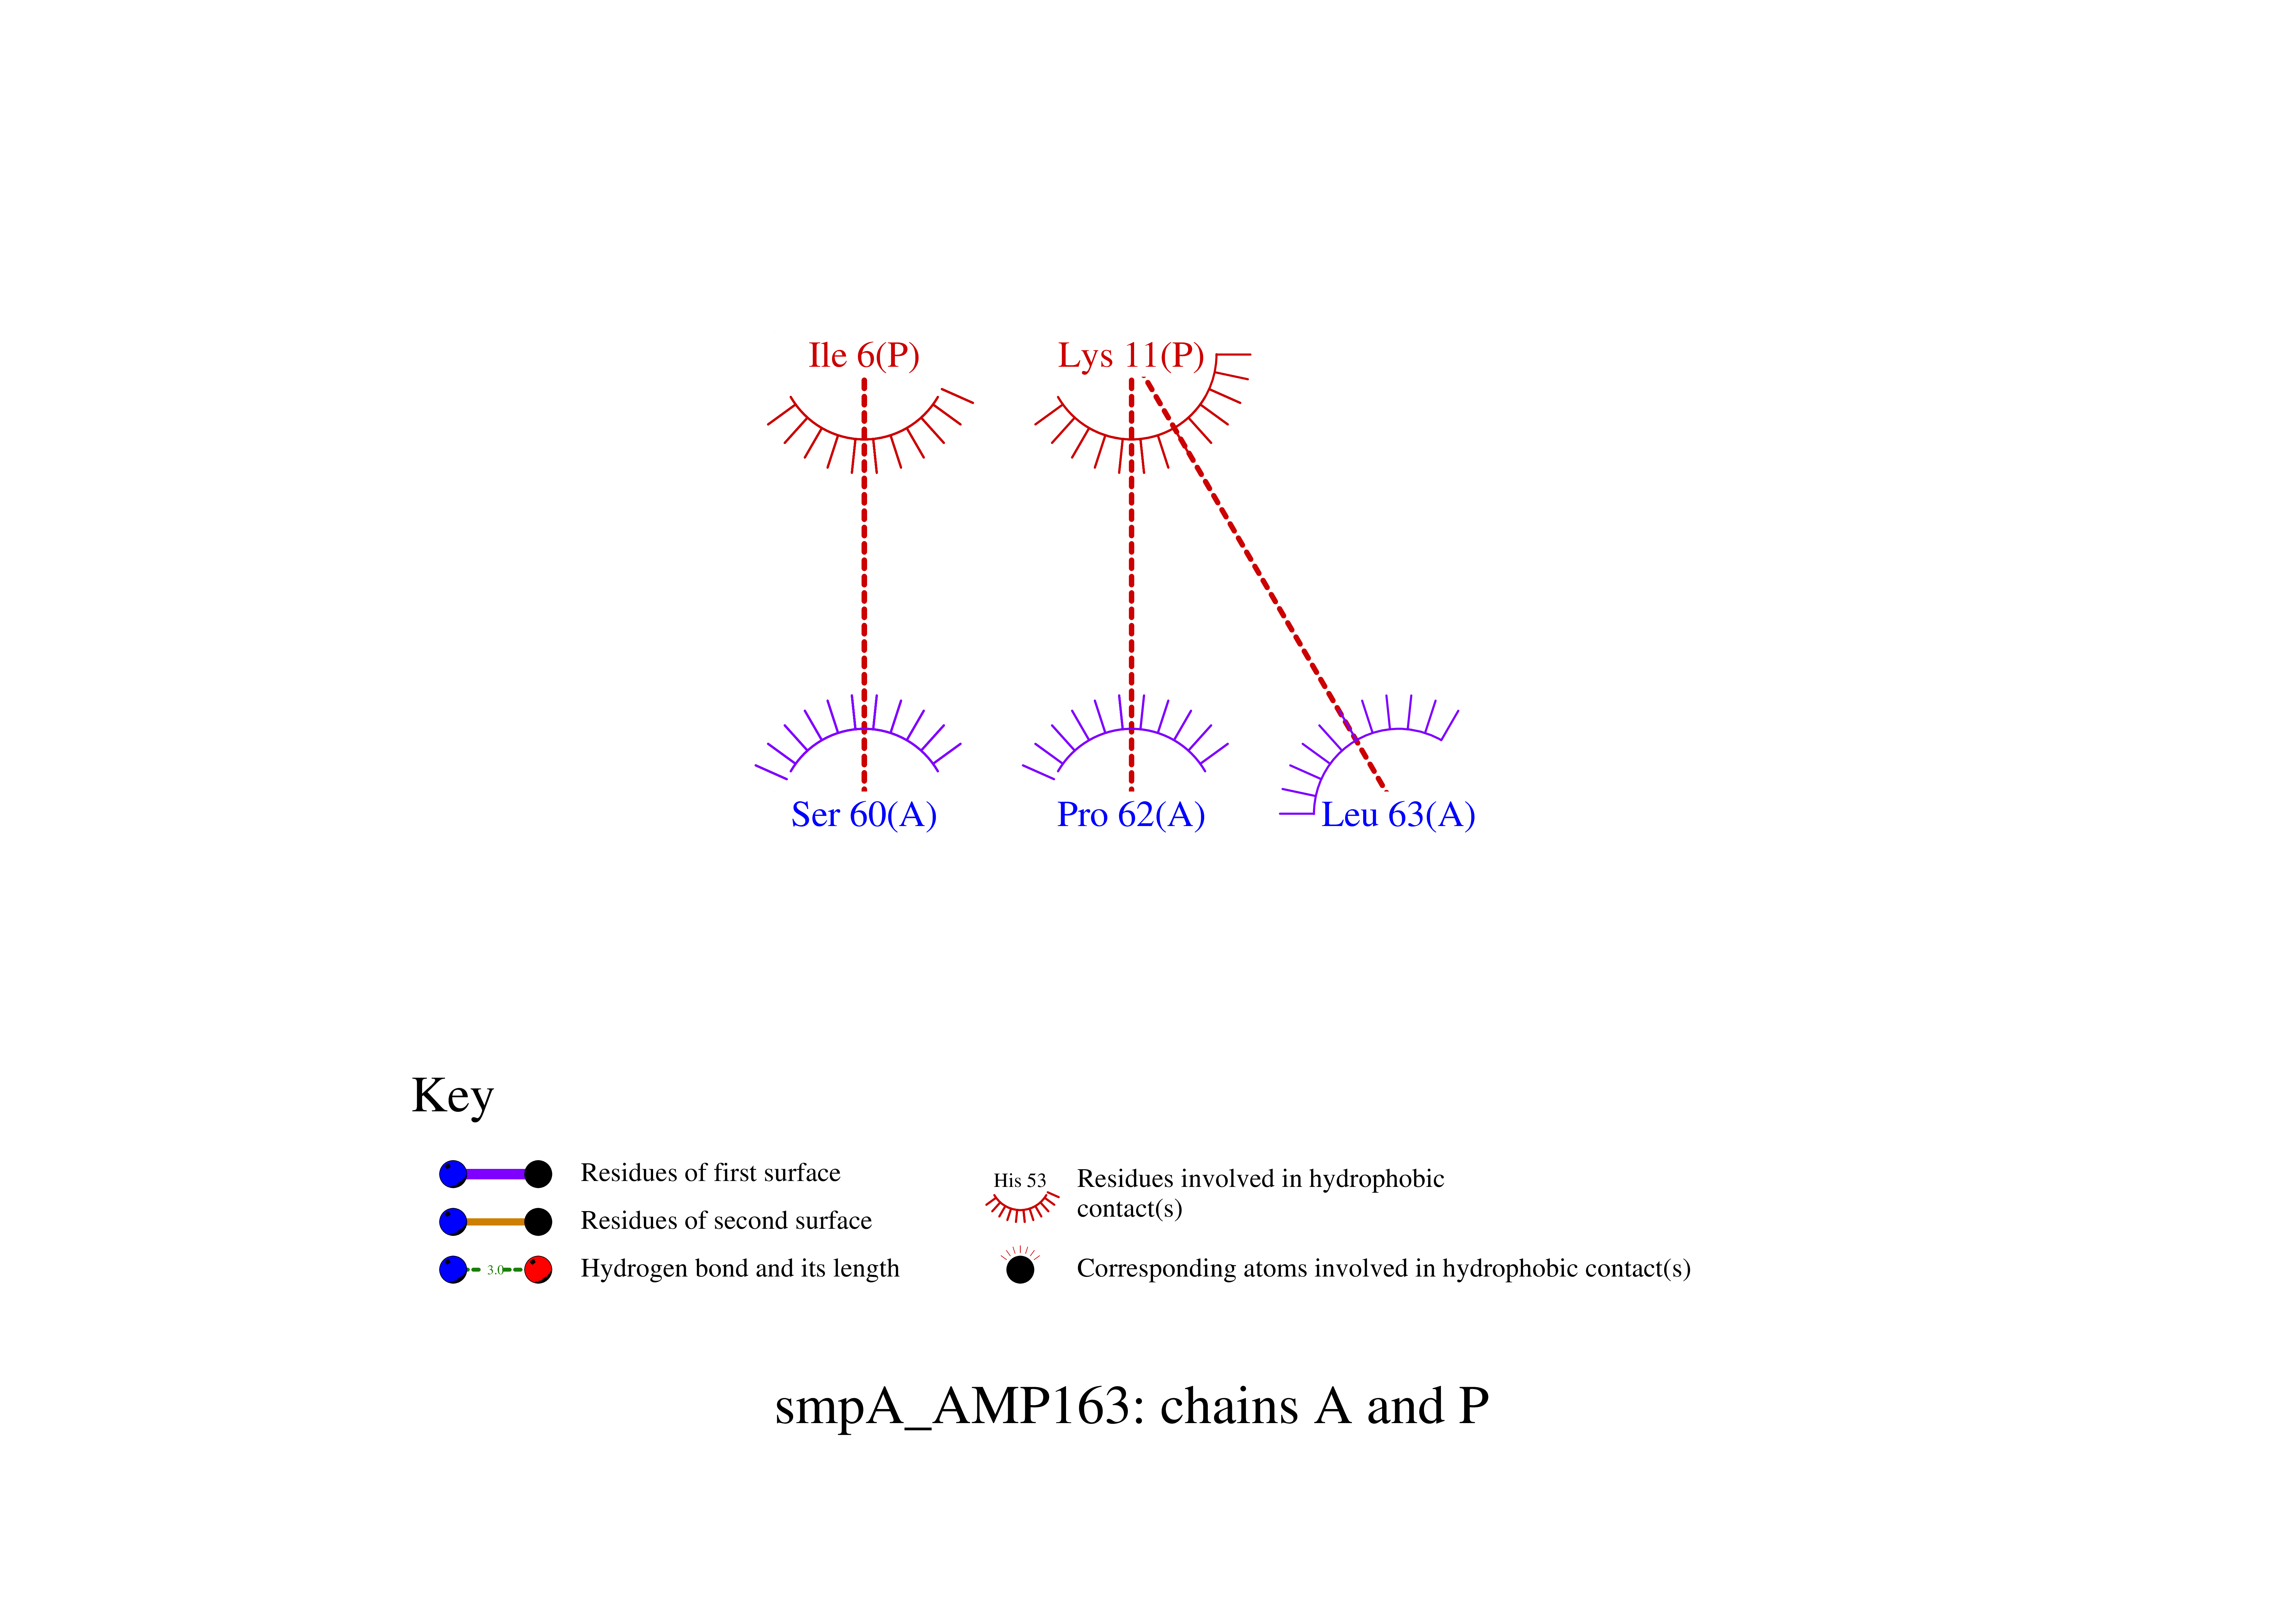 Ile 6(P) Lys 11(P)
Ser 60(A) Pro 62(A) Leu 63(A)
Key
Residues of first surface
Residues of second surface
3.0 Hydrogen bond and its length
His 53 Residues involved in hydrophobic
contact(s)
Corresponding atoms involved in hydrophobic contact(s)
smpA_AMP163: chains A and P